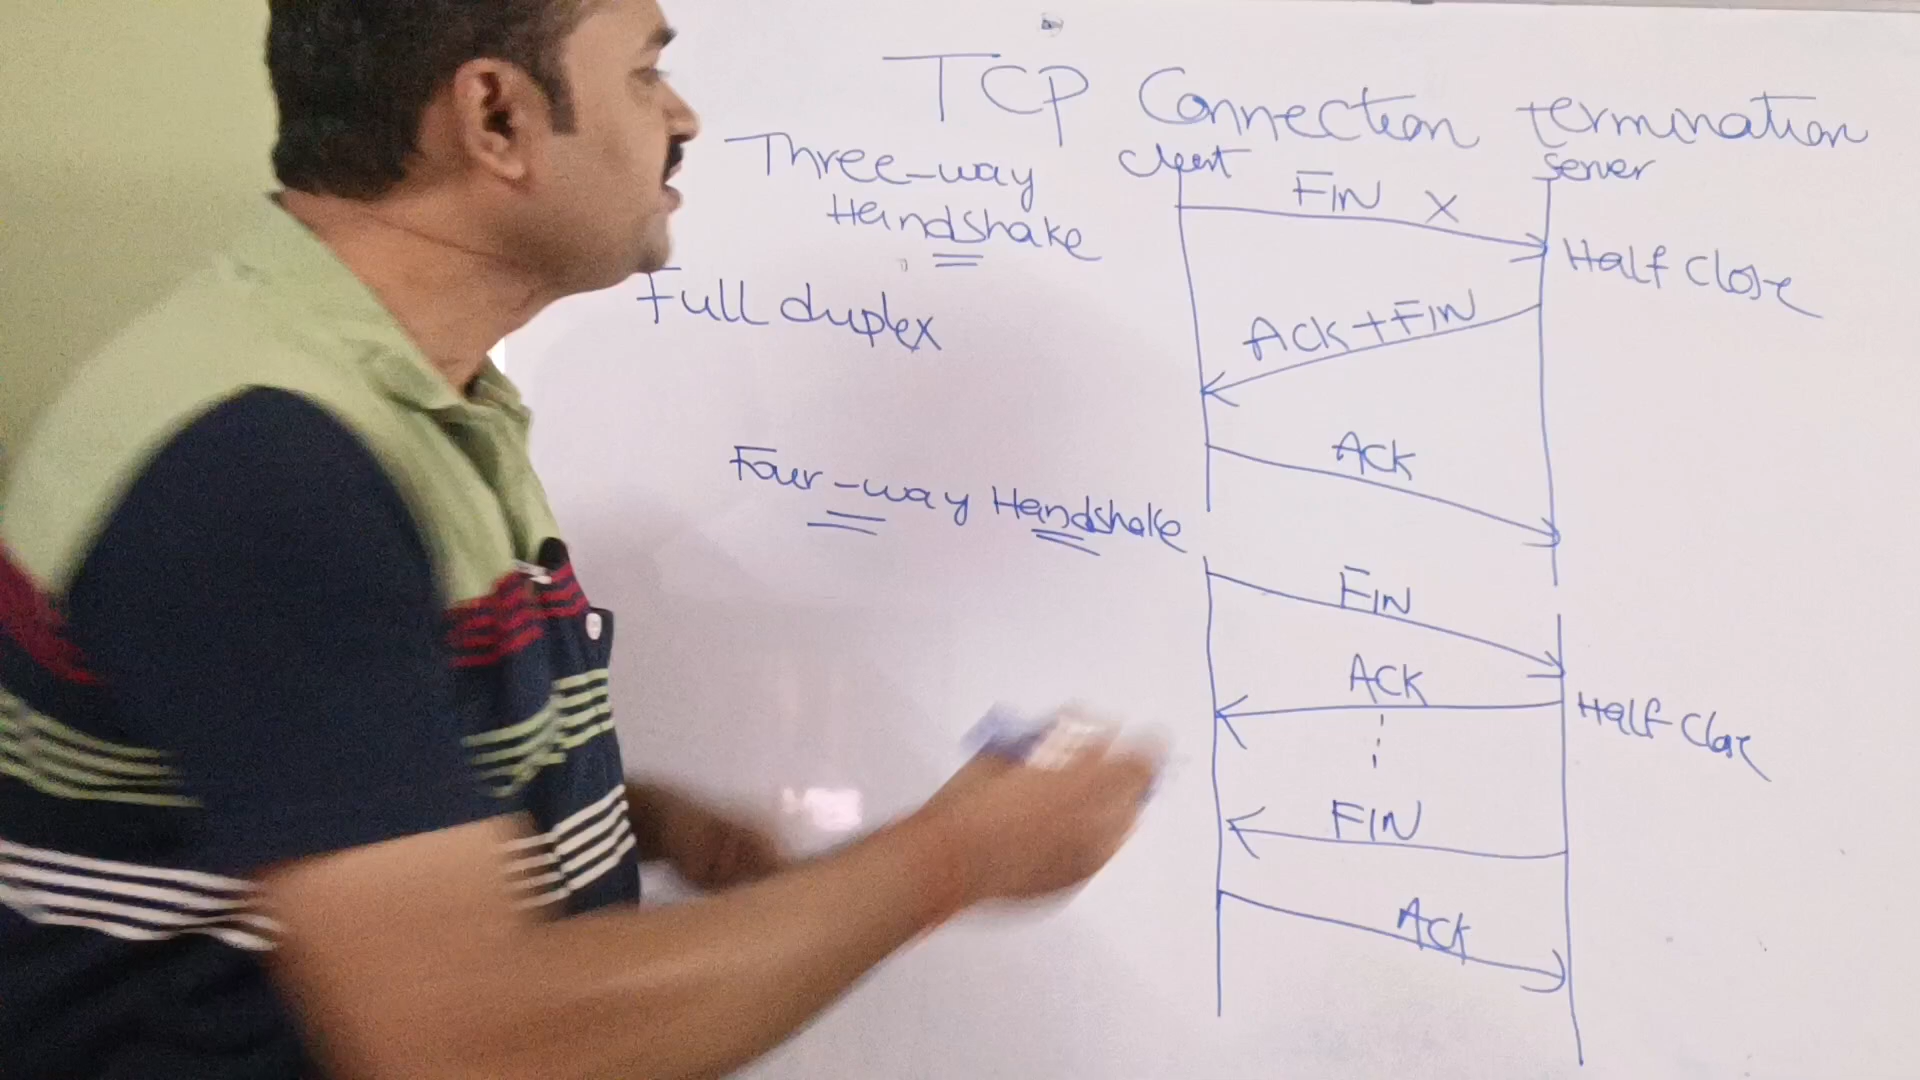 TCP Connection termination
Three-way
Handshake
Full duplex
Client
Server
FIN X
Half Close
Ack + FIN
Ack
Four-way Handshake
FIN
Ack
Half Close
FIN
Ack